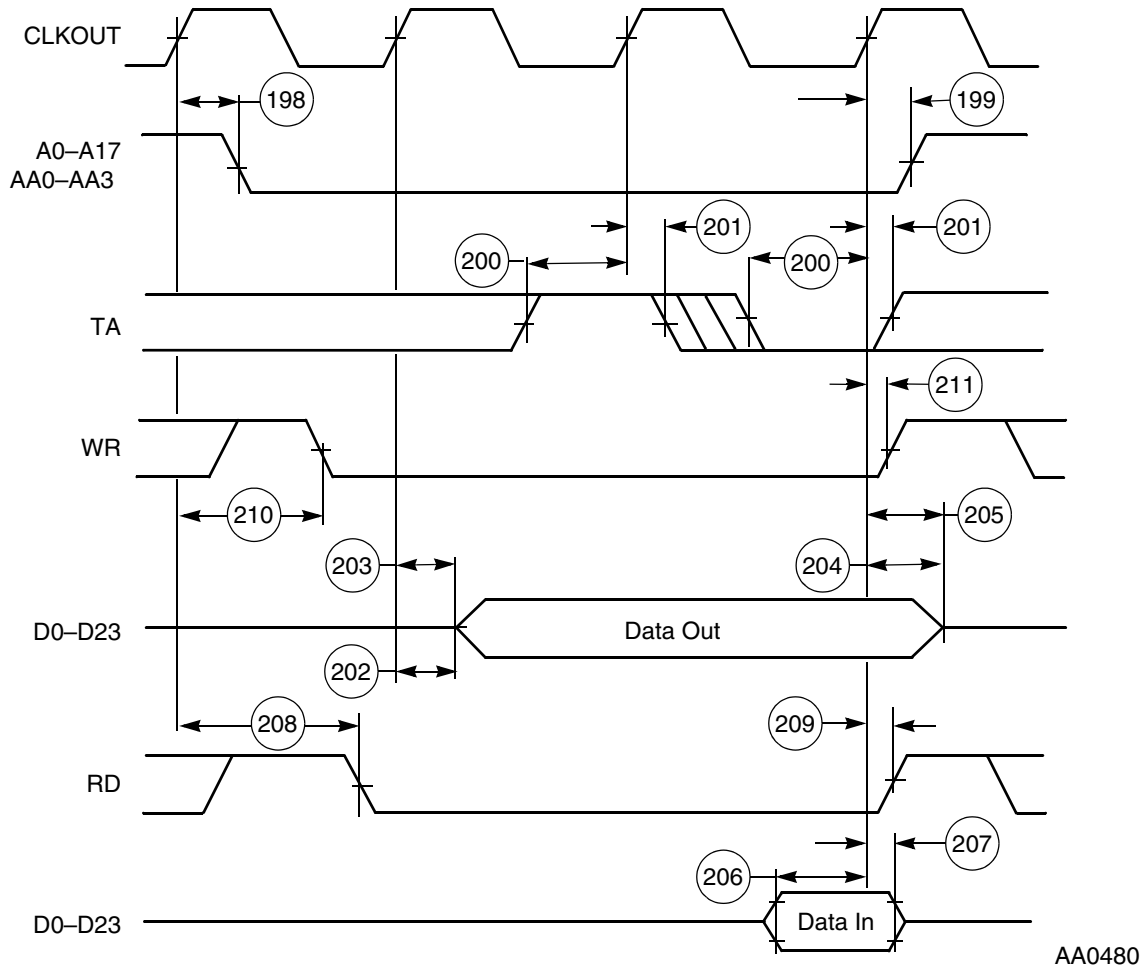 CLKOUT
198
199
A0–A17
AA0–AA3
201
201
200
200
TA
211
WR
210
205
203
204
D0–D23
Data Out
202
208
209
RD
207
206
D0–D23
Data In
AA0480